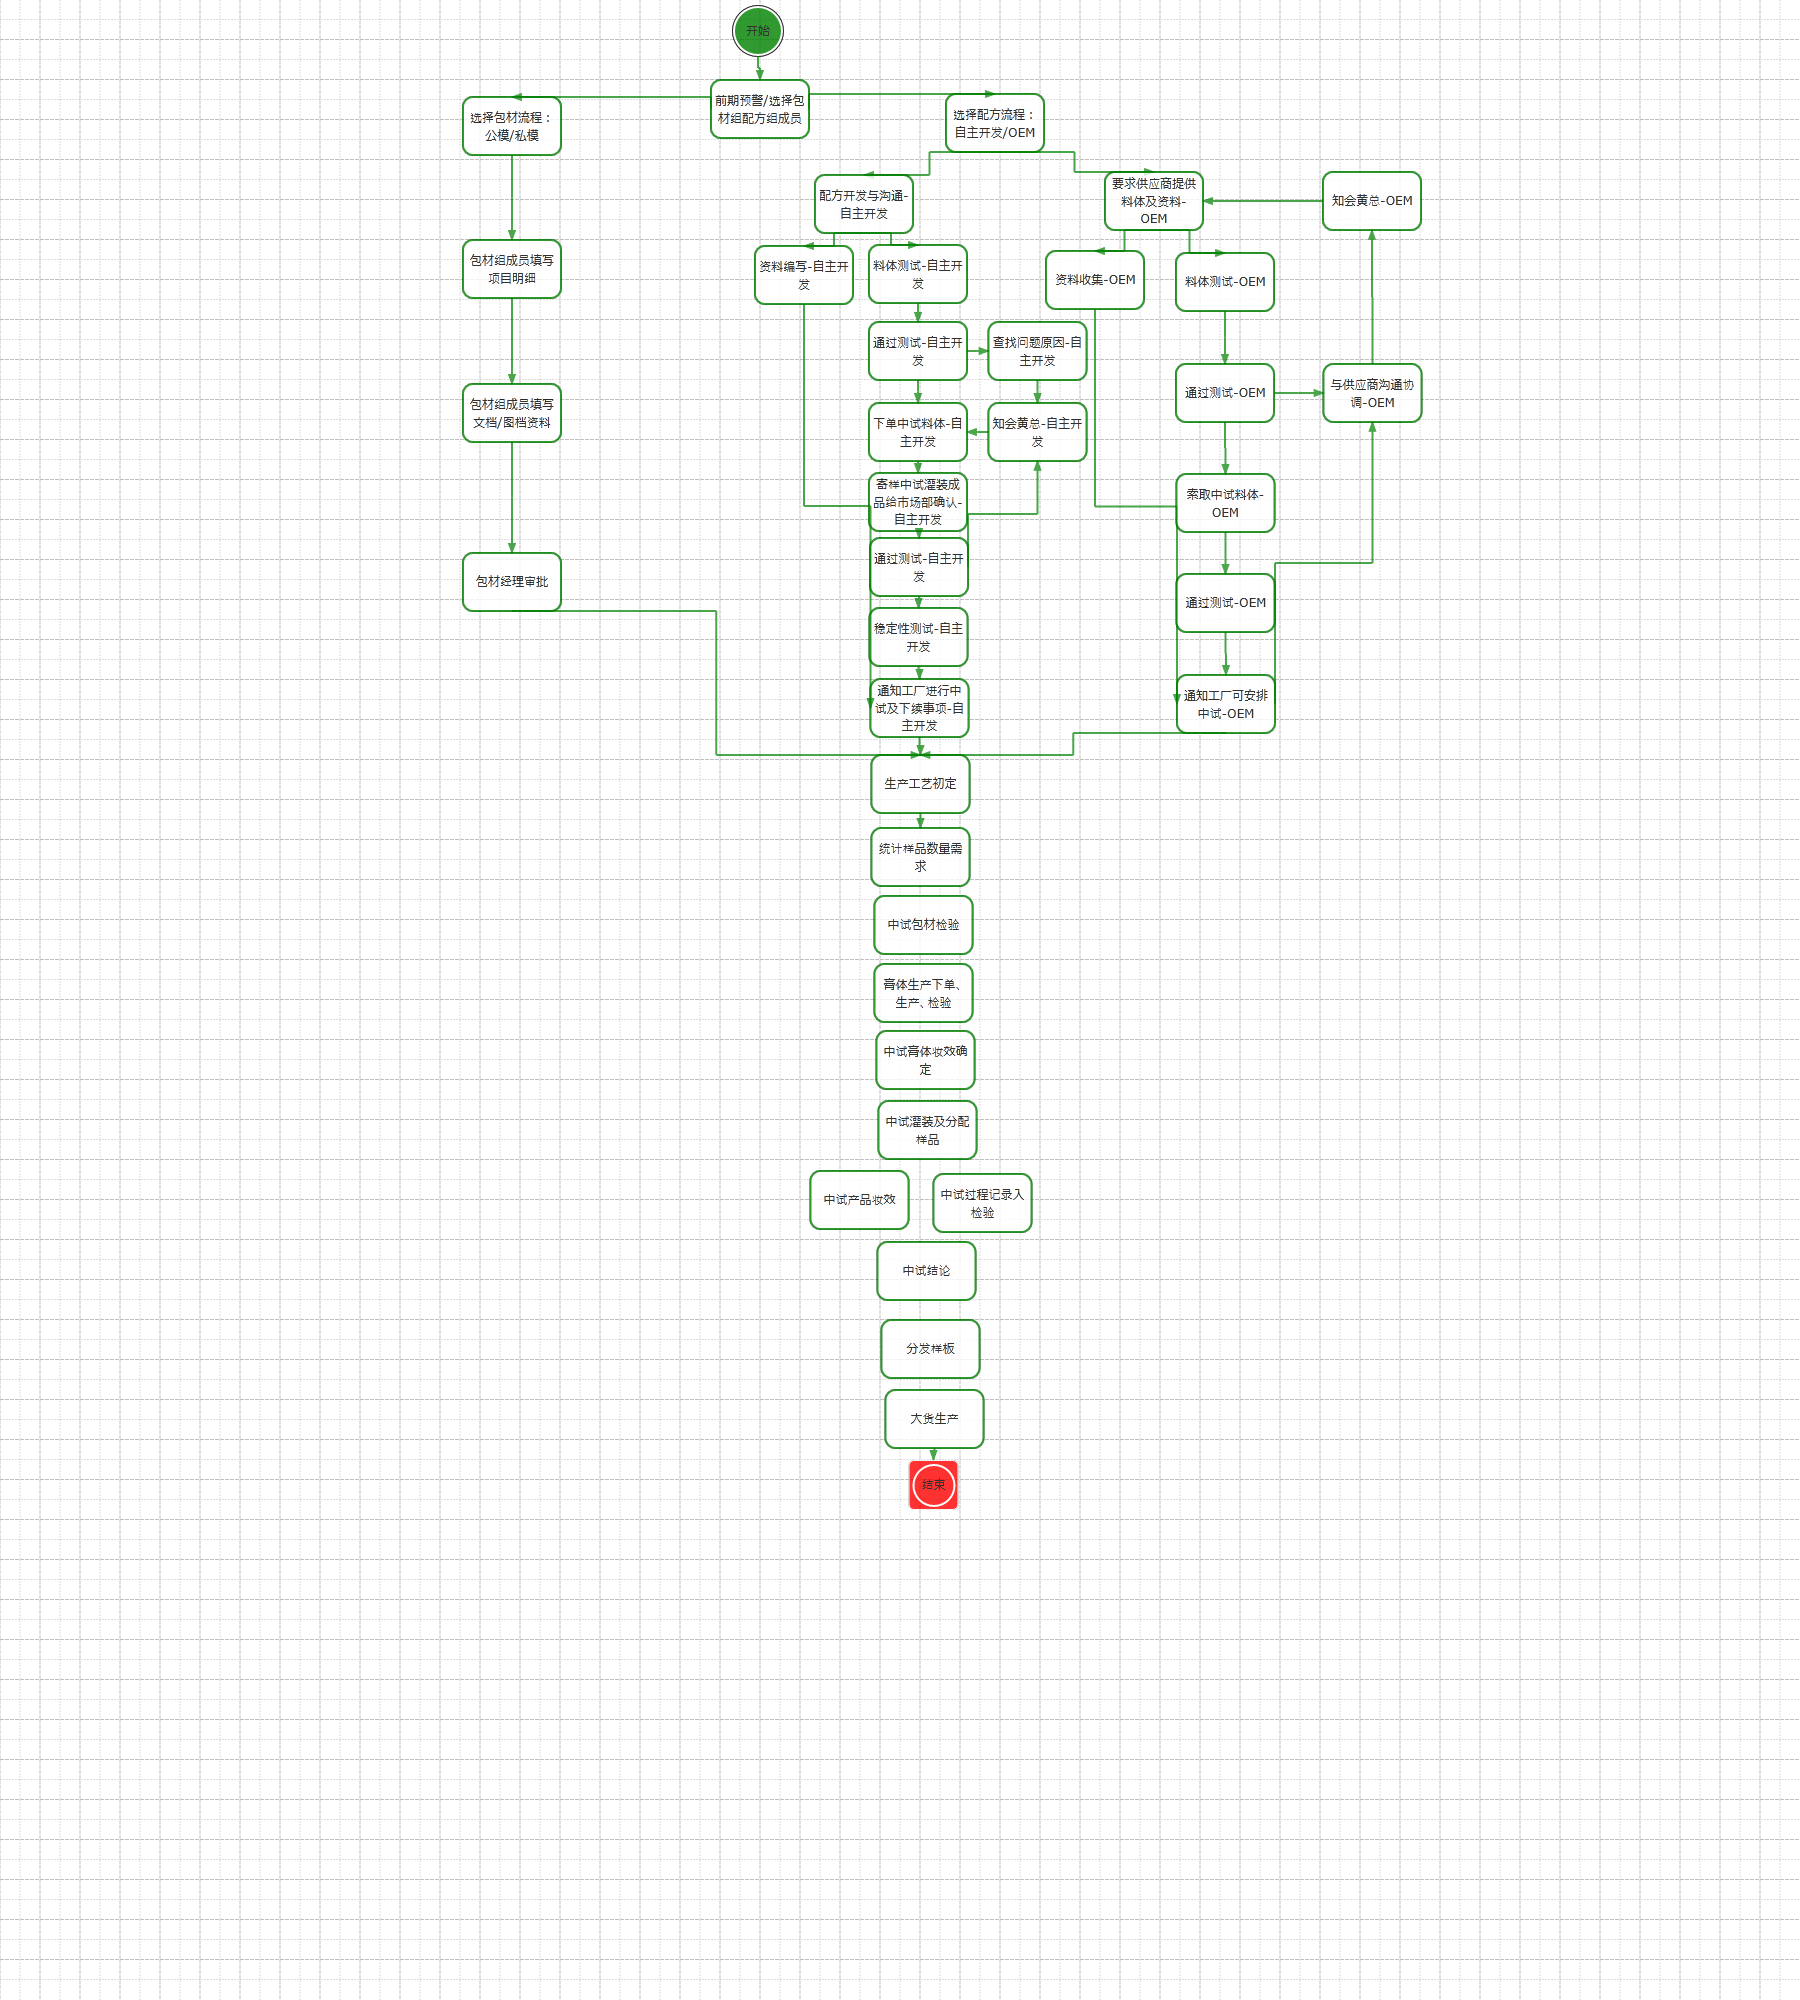 开始
前期预警/选择包
材组配方组成员
选择包材流程：
公模/私模
选择配方流程：
自主开发/OEM
配方开发与沟通-
自主开发
要求供应商提供
料体及资料-
OEM
知会黄总-OEM
包材组成员填写
项目明细
资料编写-自主开
发
料体测试-自主开
发
资料收集-OEM
料体测试-OEM
通过测试-自主开
发
查找问题原因-自
主开发
包材组成员填写
文档/图档资料
通过测试-OEM
与供应商沟通协
调-OEM
下单中试料体-自
主开发
知会黄总-自主开
发
寄样中试灌装成
品给市场部确认-
自主开发
索取中试料体-
OEM
包材经理审批
通过测试-自主开
发
通过测试-OEM
稳定性测试-自主
开发
通知工厂进行中
试及下续事项-自
主开发
通知工厂可安排
中试-OEM
生产工艺初定
统计样品数量需
求
中试包材检验
膏体生产下单、
生产、检验
中试膏体妆效确
定
中试灌装及分配
样品
中试产品妆效
中试过程记录入
检验
中试结论
分发样板
大货生产
结束